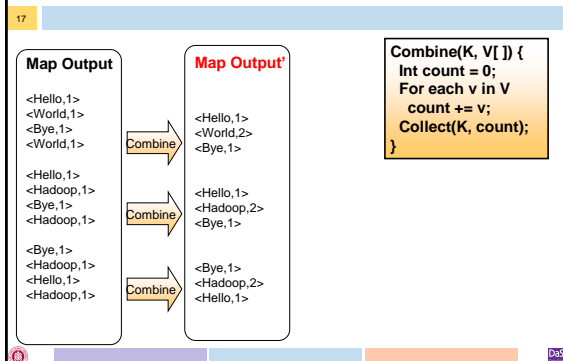 17
Map Output
<Hello,1>
<World,1>
<Bye,1>
<World,1>
<Hello,1>
<Hadoop,1>
<Bye,1>
<Hadoop,1>
<Bye,1>
<Hadoop,1>
<Hello,1>
<Hadoop,1>
Combine
Combine
Combine
Map Output’
<Hello,1>
<World,2>
<Bye,1>
<Hello,1>
<Hadoop,2>
<Bye,1>
<Bye,1>
<Hadoop,2>
<Hello,1>
Combine(K, V[ ]) {
Int count = 0;
For each v in V
count += v;
Collect(K, count);
}